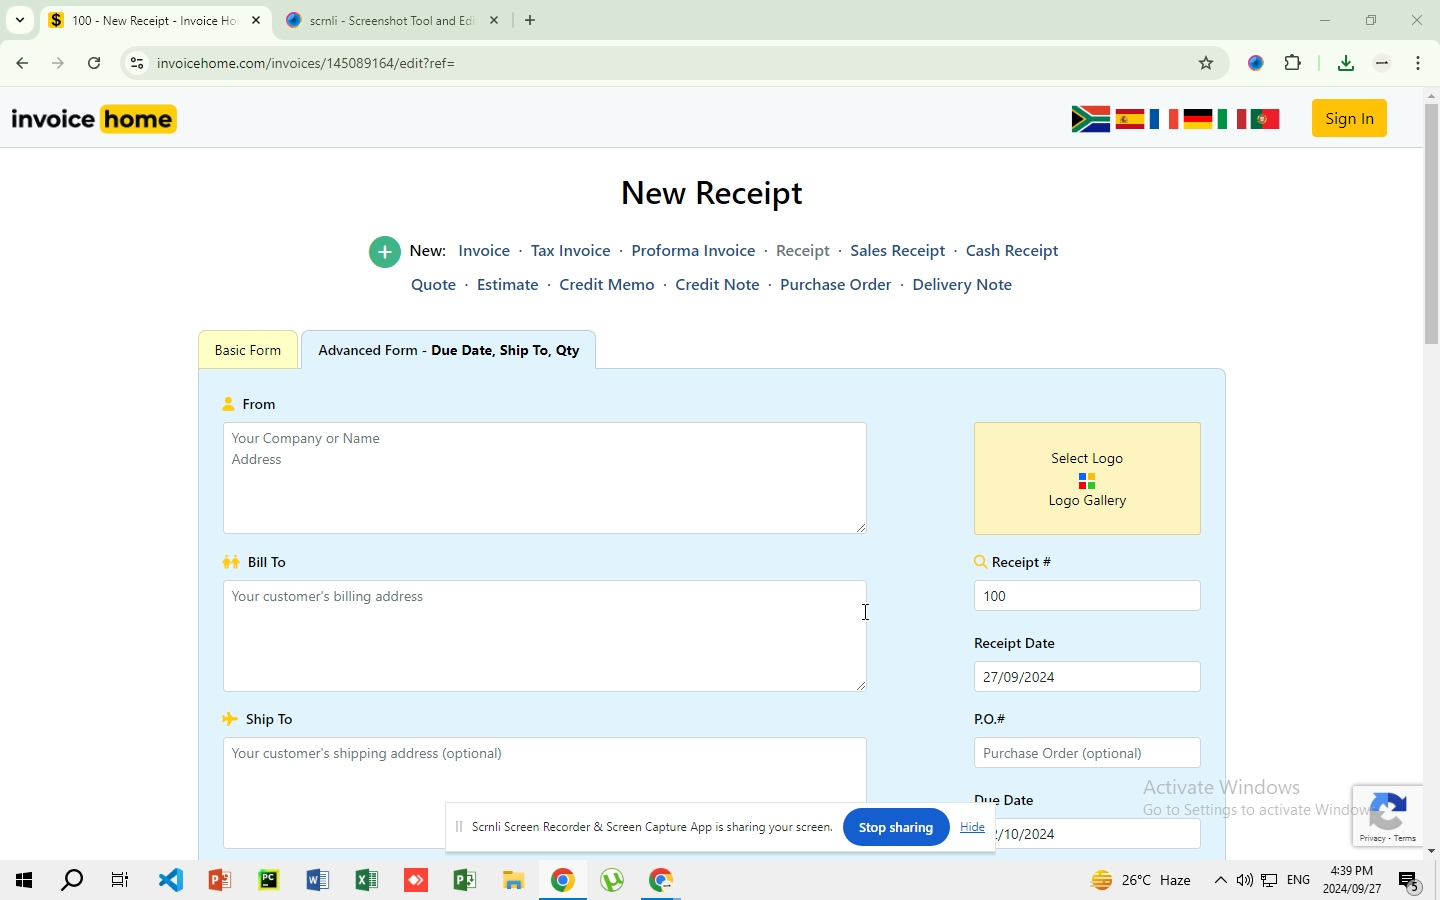 100 - New Receipt - Invoice Ho
scrnli - Screenshot Tool and Edi
invoicehome.com/invoices/145089164/edit?ref=
invoice home
Sign In
New Receipt
New: Invoice · Tax Invoice · Proforma Invoice · Receipt · Sales Receipt · Cash Receipt
Quote · Estimate · Credit Memo · Credit Note · Purchase Order · Delivery Note
Basic Form
Advanced Form - Due Date, Ship To, Qty
From
Your Company or Name
Address
Select Logo
Logo Gallery
Bill To
Your customer's billing address
Receipt #
100
Receipt Date
27/09/2024
Ship To
Your customer's shipping address (optional)
P.O.#
Purchase Order (optional)
Due Date
2/10/2024
Activate Windows
Go to Settings to activate Windows
Privacy - Terms
Scrnli Screen Recorder & Screen Capture App is sharing your screen.
Stop sharing
Hide
26°C Haze
ENG
4:39 PM
2024/09/27
5